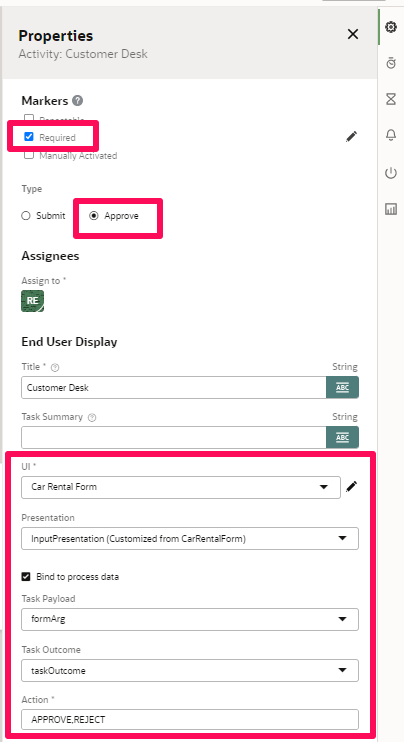 Properties
Activity: Customer Desk
Markers ?
Repeatable
Required
Manually Activated
Type
Submit
Approve
Assignees
Assign to *
RE
End User Display
Title * ? String
Customer Desk ABC
Task Summary ? String
ABC
UI *
Car Rental Form
Presentation
InputPresentation (Customized from CarRentalForm)
Bind to process data
Task Payload
formArg
Task Outcome
taskOutcome
Action *
APPROVE,REJECT